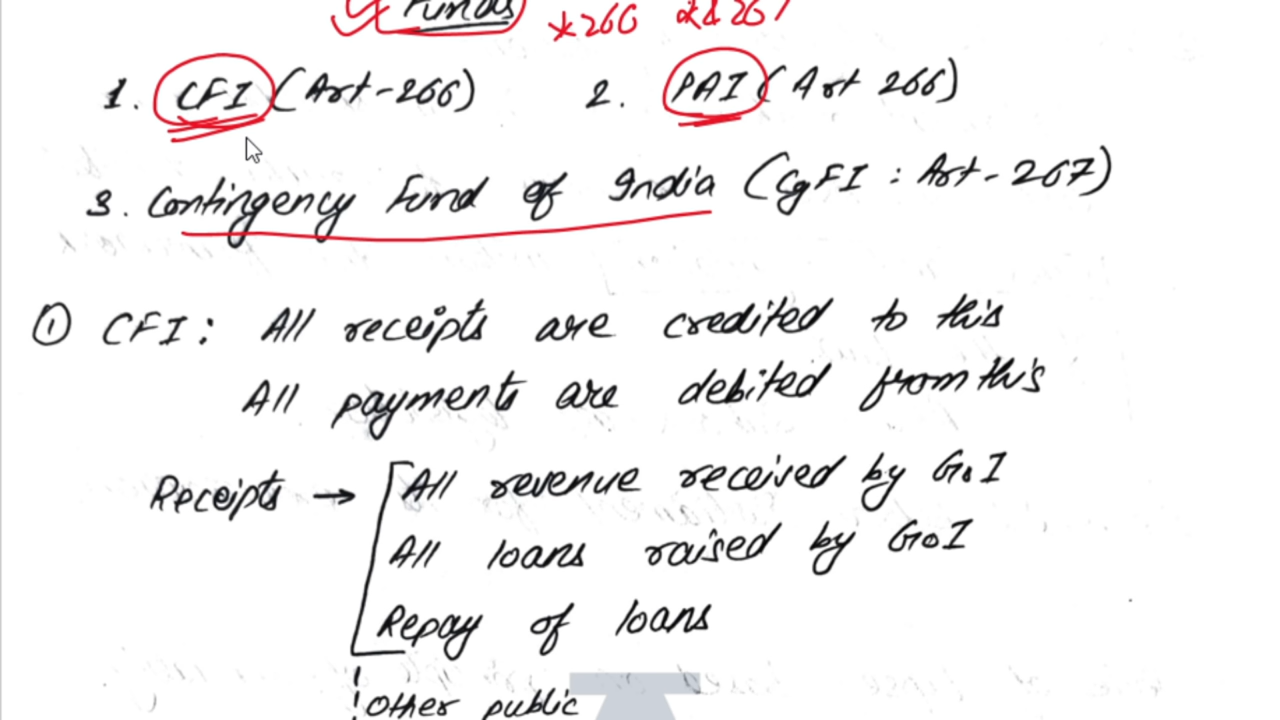 Funds *266 & 267
1. CFI (Art-266) 2. PAI (Art 266)
3. Contingency Fund of India (CgFI : Art-267)
① CFI: All receipts are credited to this
All payments are debited from this
Receipts → All revenue received by GoI
All loans raised by GoI
Repay of loans
Other public